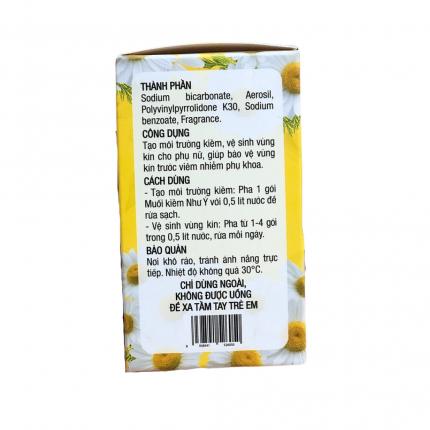 THÀNH PHẦN
Sodium bicarbonate, Aerosil,
Polyvinylpyrrolidone K30, Sodium
benzoate, Fragrance.
CÔNG DỤNG
Tạo môi trường kiềm, vệ sinh vùng
kín cho phụ nữ, giúp bảo vệ vùng
kín trước viêm nhiễm phụ khoa.
CÁCH DÙNG
- Tạo môi trường kiềm: Pha 1 gói
Muối kiềm Như Ý với 0,5 lít nước để
rửa sạch.
- Vệ sinh vùng kín: Pha từ 1-4 gói
trong 0,5 lít nước, rửa mỗi ngày.
BẢO QUẢN
Nơi khô ráo, tránh ánh nắng trực
tiếp. Nhiệt độ không quá 30°C.
CHỈ DÙNG NGOÀI,
KHÔNG ĐƯỢC UỐNG
ĐỂ XA TẦM TAY TRẺ EM